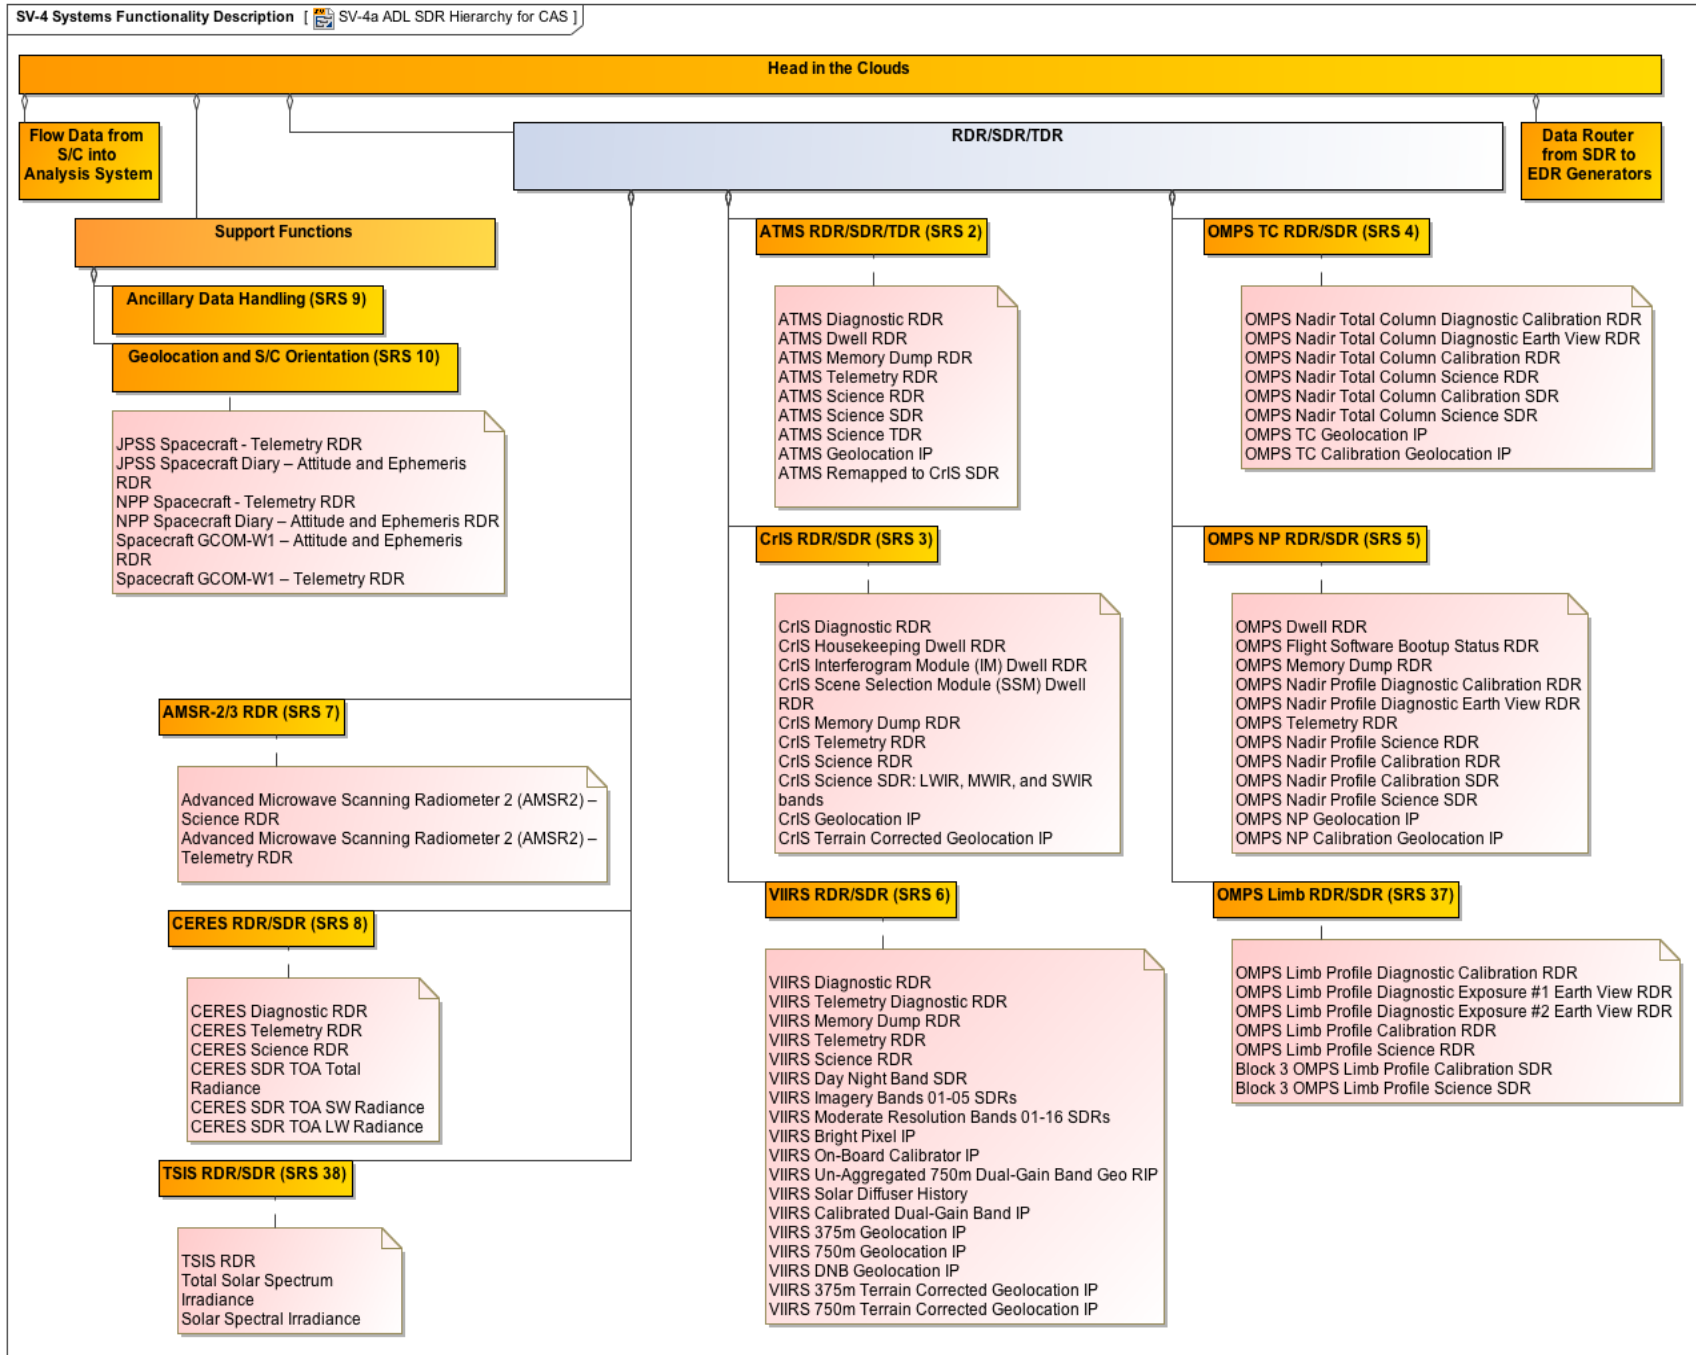 SV-4 Systems Functionality Description [ SV-4a ADL SDR Hierarchy for CAS ]
Head in the Clouds
Flow Data from
S/C into
Analysis System
RDR/SDR/TDR
Data Router
from SDR to
EDR Generators
Support Functions
Ancillary Data Handling (SRS 9)
Geolocation and S/C Orientation (SRS 10)
JPSS Spacecraft - Telemetry RDR
JPSS Spacecraft Diary – Attitude and Ephemeris
RDR
NPP Spacecraft - Telemetry RDR
NPP Spacecraft Diary – Attitude and Ephemeris RDR
Spacecraft GCOM-W1 – Attitude and Ephemeris
RDR
Spacecraft GCOM-W1 – Telemetry RDR
AMSR-2/3 RDR (SRS 7)
Advanced Microwave Scanning Radiometer 2 (AMSR2) –
Science RDR
Advanced Microwave Scanning Radiometer 2 (AMSR2) –
Telemetry RDR
CERES RDR/SDR (SRS 8)
CERES Diagnostic RDR
CERES Telemetry RDR
CERES Science RDR
CERES SDR TOA Total
Radiance
CERES SDR TOA SW Radiance
CERES SDR TOA LW Radiance
TSIS RDR/SDR (SRS 38)
TSIS RDR
Total Solar Spectrum
Irradiance
Solar Spectral Irradiance
ATMS RDR/SDR/TDR (SRS 2)
ATMS Diagnostic RDR
ATMS Dwell RDR
ATMS Memory Dump RDR
ATMS Telemetry RDR
ATMS Science RDR
ATMS Science SDR
ATMS Science TDR
ATMS Geolocation IP
ATMS Remapped to CrIS SDR
CrIS RDR/SDR (SRS 3)
CrIS Diagnostic RDR
CrIS Housekeeping Dwell RDR
CrIS Interferogram Module (IM) Dwell RDR
CrIS Scene Selection Module (SSM) Dwell
RDR
CrIS Memory Dump RDR
CrIS Telemetry RDR
CrIS Science RDR
CrIS Science SDR: LWIR, MWIR, and SWIR
bands
CrIS Geolocation IP
CrIS Terrain Corrected Geolocation IP
VIIRS RDR/SDR (SRS 6)
VIIRS Diagnostic RDR
VIIRS Telemetry Diagnostic RDR
VIIRS Memory Dump RDR
VIIRS Telemetry RDR
VIIRS Science RDR
VIIRS Day Night Band SDR
VIIRS Imagery Bands 01-05 SDRs
VIIRS Moderate Resolution Bands 01-16 SDRs
VIIRS Bright Pixel IP
VIIRS On-Board Calibrator IP
VIIRS Un-Aggregated 750m Dual-Gain Band Geo RIP
VIIRS Solar Diffuser History
VIIRS Calibrated Dual-Gain Band IP
VIIRS 375m Geolocation IP
VIIRS 750m Geolocation IP
VIIRS DNB Geolocation IP
VIIRS 375m Terrain Corrected Geolocation IP
VIIRS 750m Terrain Corrected Geolocation IP
OMPS TC RDR/SDR (SRS 4)
OMPS Nadir Total Column Diagnostic Calibration RDR
OMPS Nadir Total Column Diagnostic Earth View RDR
OMPS Nadir Total Column Calibration RDR
OMPS Nadir Total Column Science RDR
OMPS Nadir Total Column Calibration SDR
OMPS Nadir Total Column Science SDR
OMPS TC Geolocation IP
OMPS TC Calibration Geolocation IP
OMPS NP RDR/SDR (SRS 5)
OMPS Dwell RDR
OMPS Flight Software Bootup Status RDR
OMPS Memory Dump RDR
OMPS Nadir Profile Diagnostic Calibration RDR
OMPS Nadir Profile Diagnostic Earth View RDR
OMPS Telemetry RDR
OMPS Nadir Profile Science RDR
OMPS Nadir Profile Calibration RDR
OMPS Nadir Profile Calibration SDR
OMPS Nadir Profile Science SDR
OMPS NP Geolocation IP
OMPS NP Calibration Geolocation IP
OMPS Limb RDR/SDR (SRS 37)
OMPS Limb Profile Diagnostic Calibration RDR
OMPS Limb Profile Diagnostic Exposure #1 Earth View RDR
OMPS Limb Profile Diagnostic Exposure #2 Earth View RDR
OMPS Limb Profile Calibration RDR
OMPS Limb Profile Science RDR
Block 3 OMPS Limb Profile Calibration SDR
Block 3 OMPS Limb Profile Science SDR